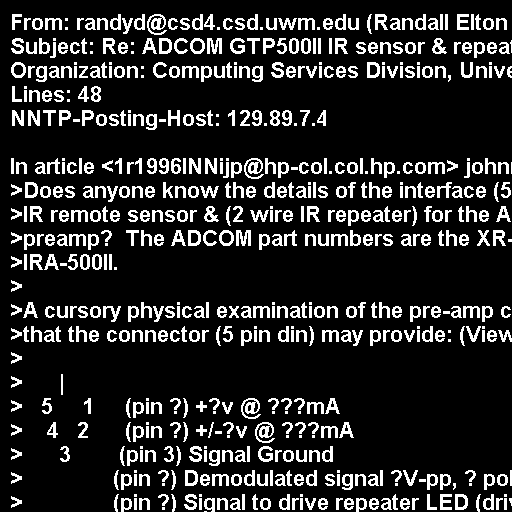 From: randyd@csd4.csd.uwm.edu (Randall Elton
Subject: Re: ADCOM GTP500II IR sensor & repeat
Organization: Computing Services Division, Unive
Lines: 48
NNTP-Posting-Host: 129.89.7.4

In article <1r1996INNijp@hp-col.col.hp.com> john
>Does anyone know the details of the interface (5
>IR remote sensor & (2 wire IR repeater) for the A
>preamp?  The ADCOM part numbers are the XR-
>IRA-500II.
>
>A cursory physical examination of the pre-amp c
>that the connector (5 pin din) may provide: (View
>
>      |
>   5     1     (pin ?) +?v @ ???mA
>    4   2      (pin ?) +/-?v @ ???mA
>      3        (pin 3) Signal Ground
>               (pin ?) Demodulated signal ?V-pp, ? pol
>               (pin ?) Signal to drive repeater LED (driv